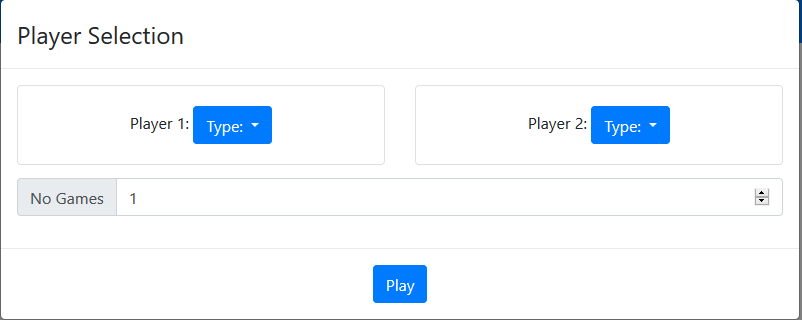 Player Selection
Player 1: Type:
Player 2: Type:
No Games 1
Play